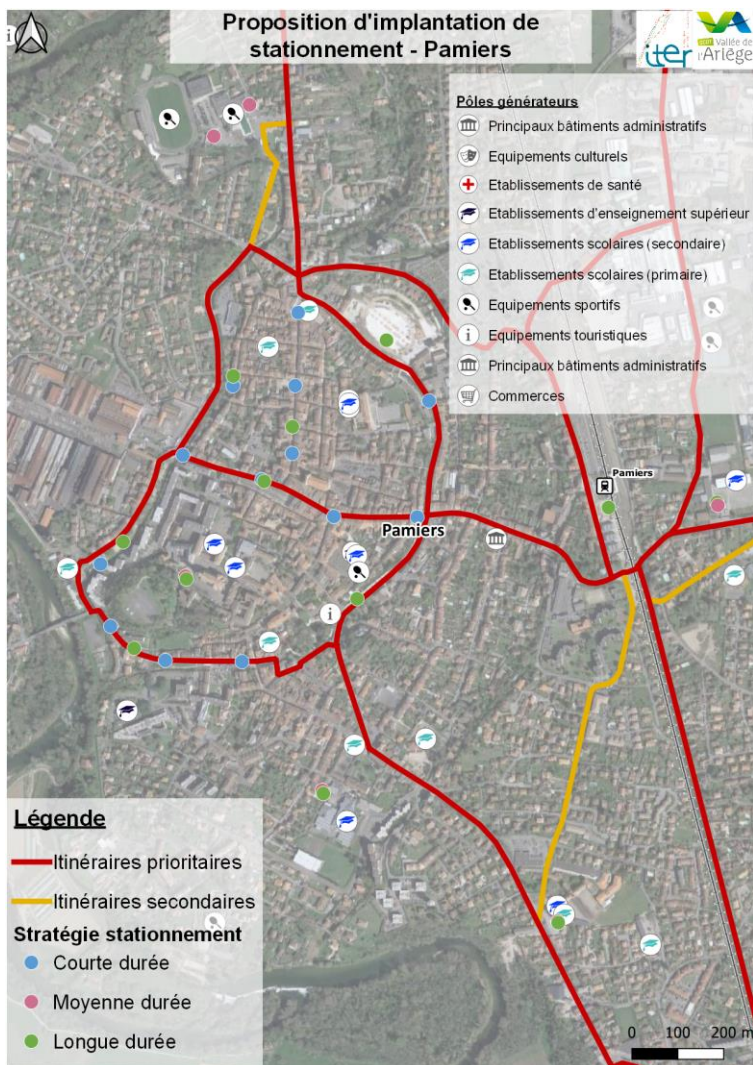 Proposition d'implantation de
stationnement - Pamiers
iter
Vallée de
l'Ariège
Pôles générateurs
Principaux bâtiments administratifs
Equipements culturels
Etablissements de santé
Etablissements d'enseignement supérieur
Etablissements scolaires (secondaire)
Etablissements scolaires (primaire)
Equipements sportifs
Equipements touristiques
Principaux bâtiments administratifs
Commerces
Pamiers
Pamiers
Légende
Itinéraires prioritaires
Itinéraires secondaires
Stratégie stationnement
Courte durée
Moyenne durée
Longue durée
0 100 200 m